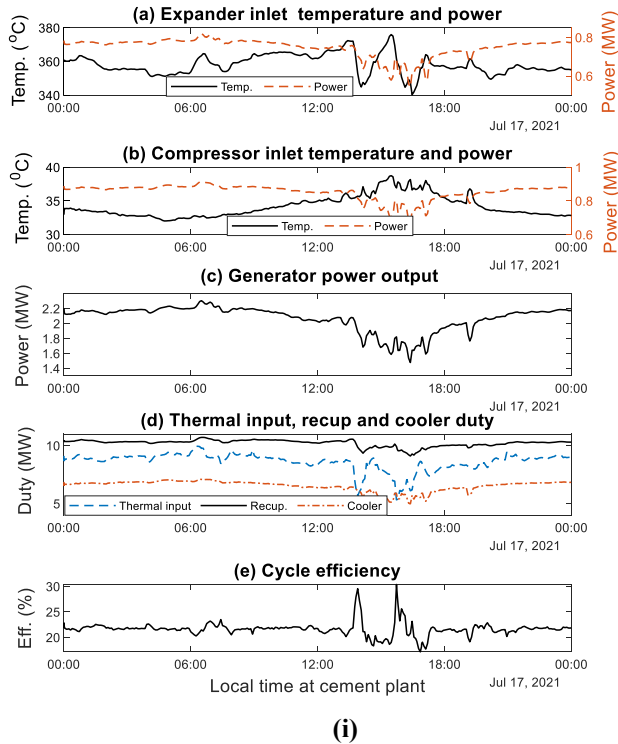 (a) Expander inlet temperature and power
Temp. (°C)
380
360
340
0.8
0.6
Power (MW)
Temp.
Power
00:00
06:00
12:00
18:00
00:00
Jul 17, 2021
(b) Compressor inlet temperature and power
Temp. (⁰C)
40
35
30
1
0.8
0.6
Power (MW)
Temp.
Power
00:00
06:00
12:00
18:00
00:00
Jul 17, 2021
(c) Generator power output
Power (MW)
2.2
2
1.8
1.6
1.4
00:00
06:00
12:00
18:00
00:00
(d) Thermal input, recup and cooler duty
Duty (MW)
10
5
Thermal input
Recup.
Cooler
00:00
06:00
12:00
18:00
00:00
Jul 17, 2021
(e) Cycle efficiency
Eff. (%)
30
25
20
00:00
06:00
12:00
18:00
00:00
Local time at cement plant
Jul 17, 2021
(i)